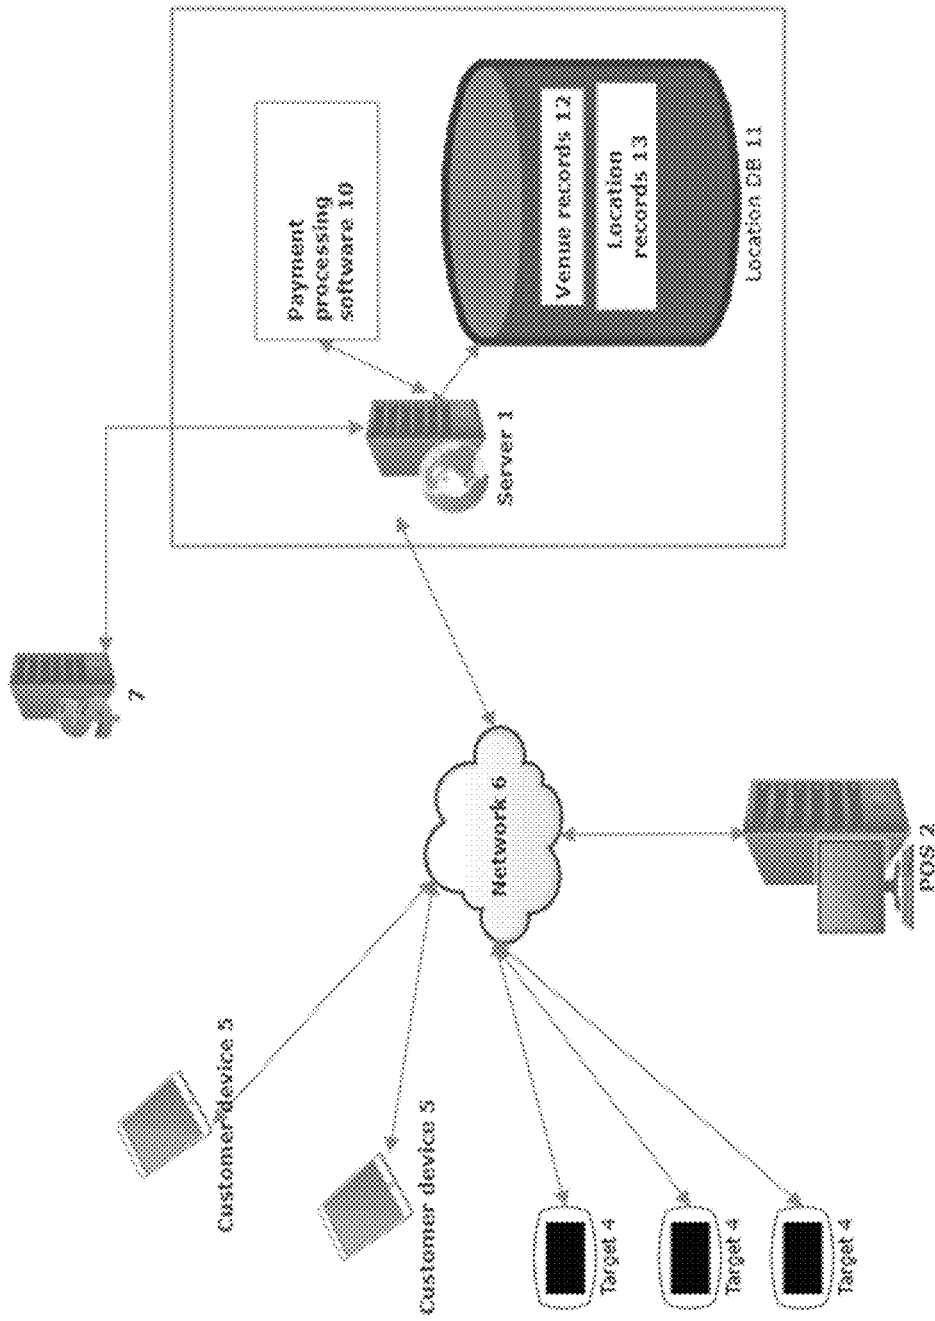 7
Payment
processing
software 10
Server 1
Venue records 12
Location
records 13
Location DB 11
Customer device 5
Customer device 5
Network 6
Target 4
Target 4
Target 4
POS 2